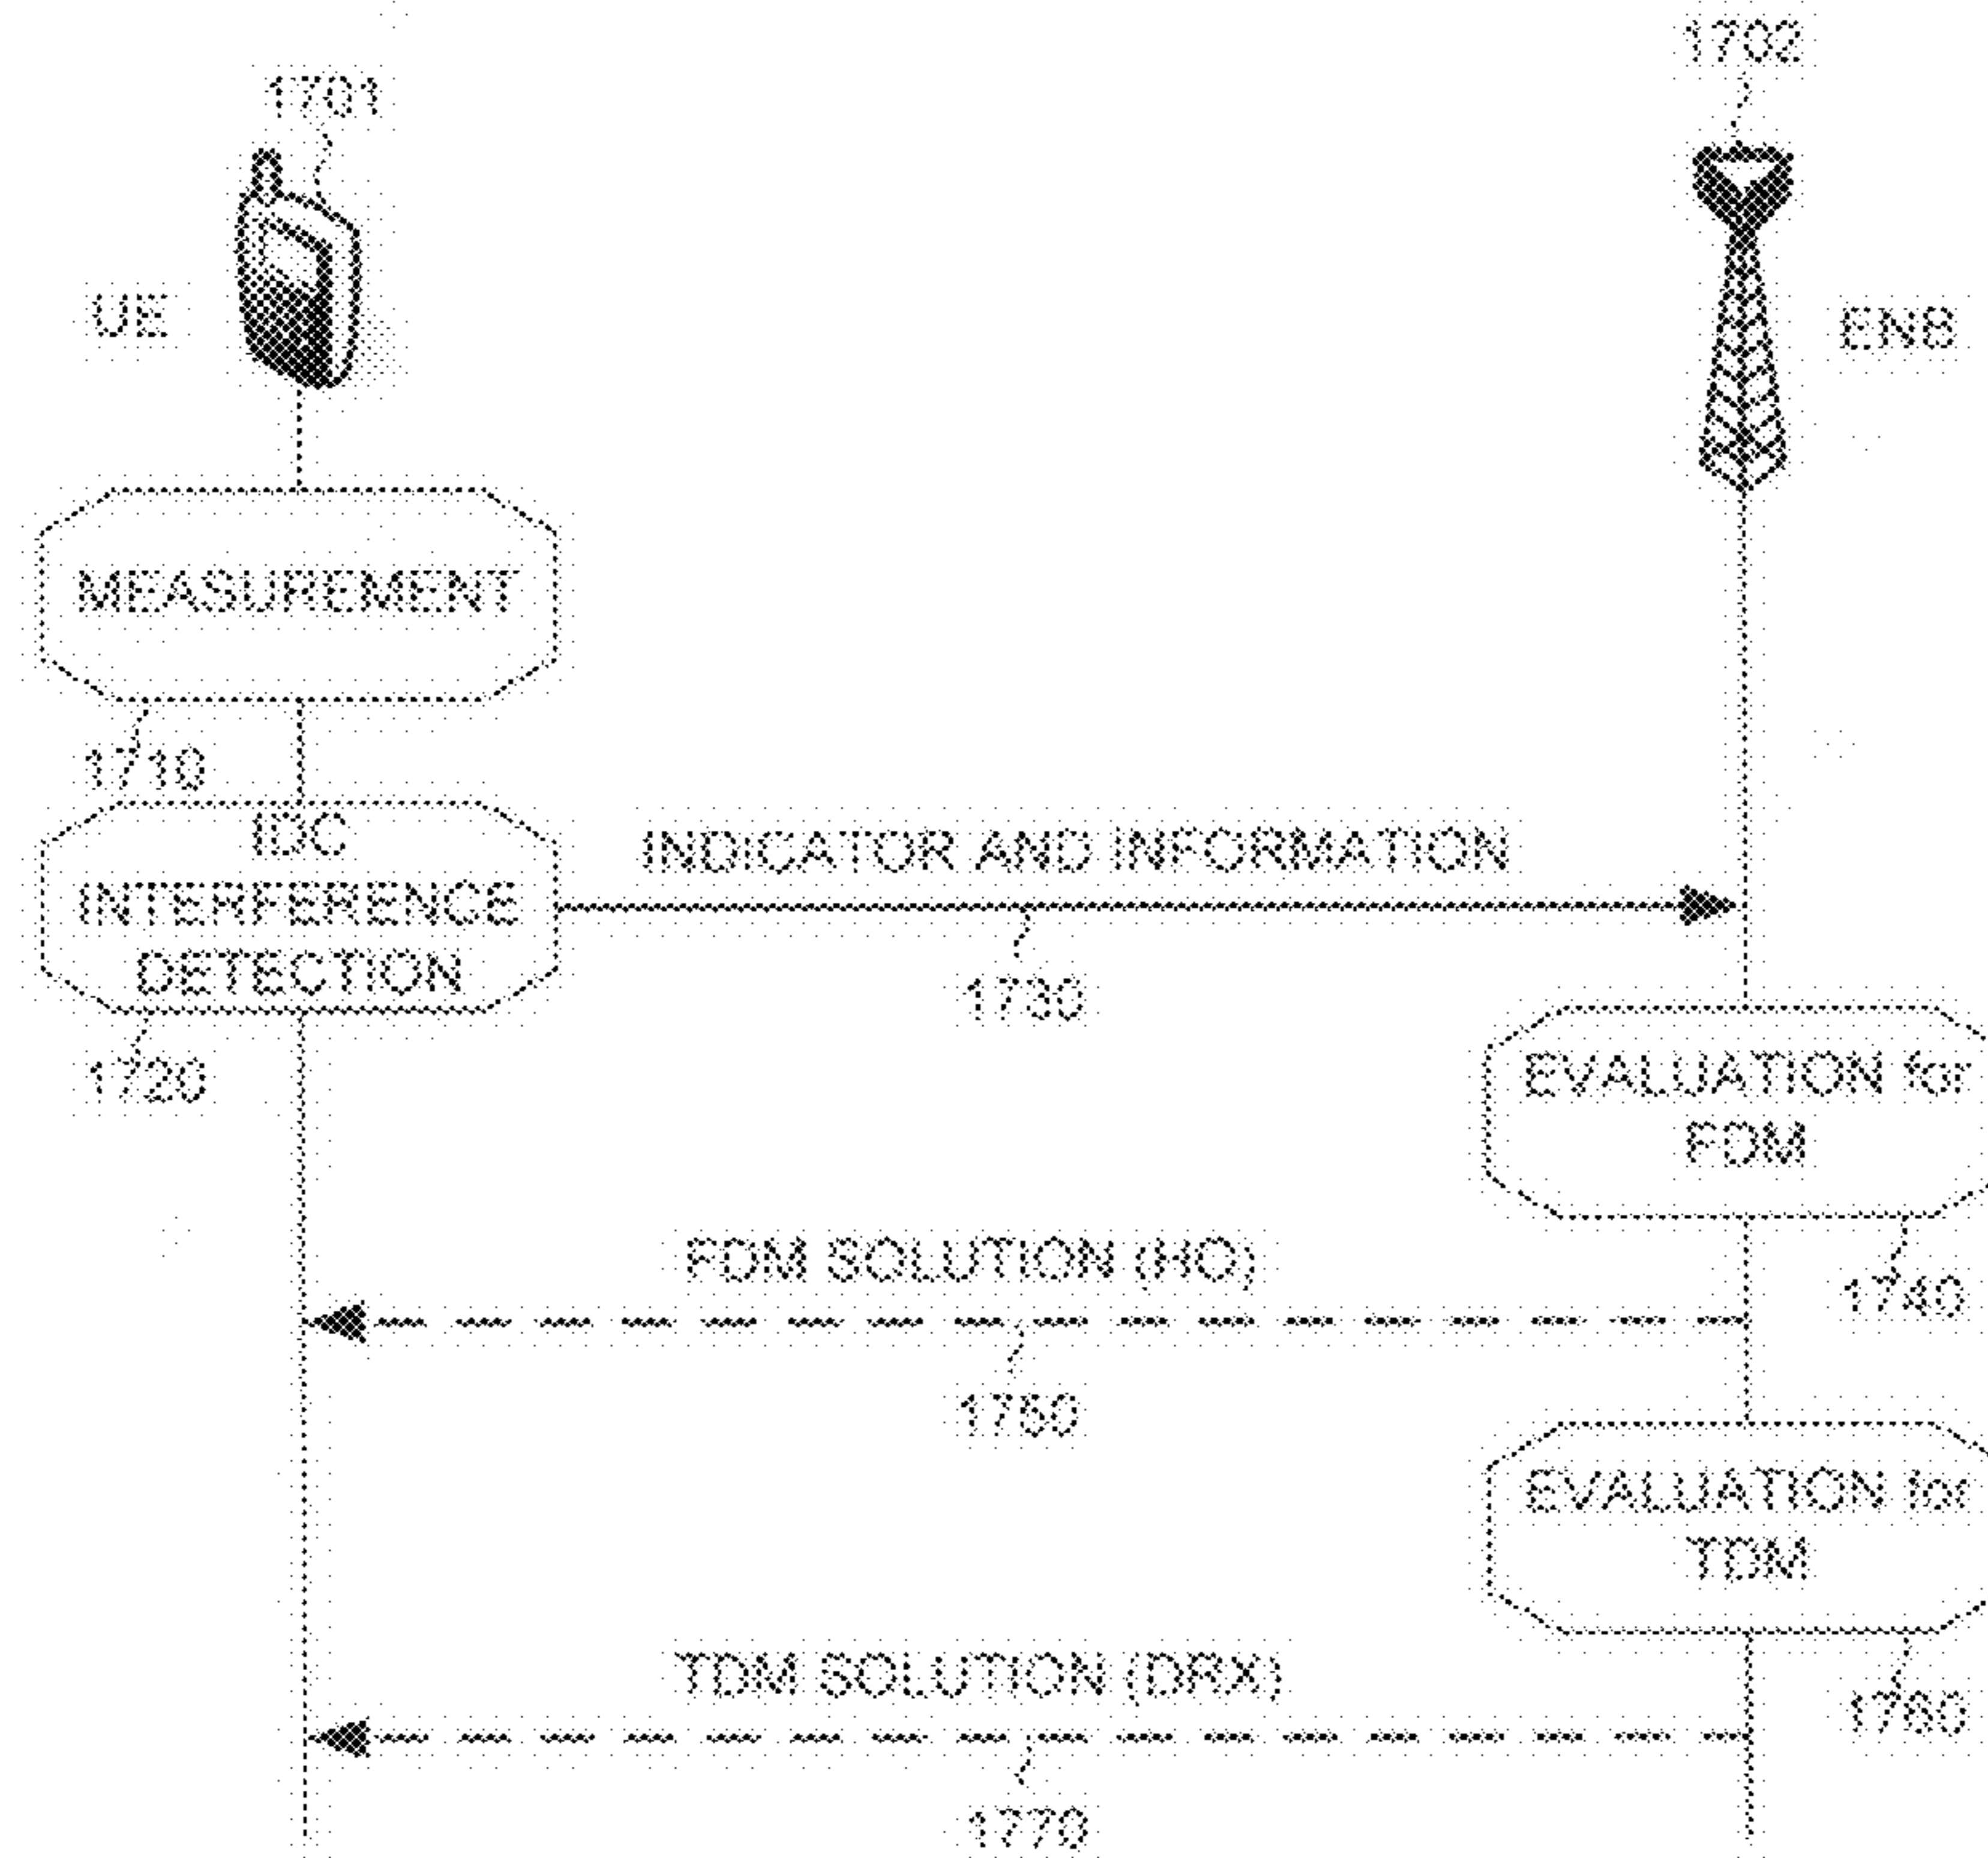 1701
1702
UE
ENB
MEASUREMENT
1710
IDC
INTERFERENCE
DETECTION
1720
INDICATOR AND INFORMATION
1730
EVALUATION for
FDM
1740
FDM SOLUTION (HO)
1750
EVALUATION for
TDM
1760
TDM SOLUTION (DRX)
1770